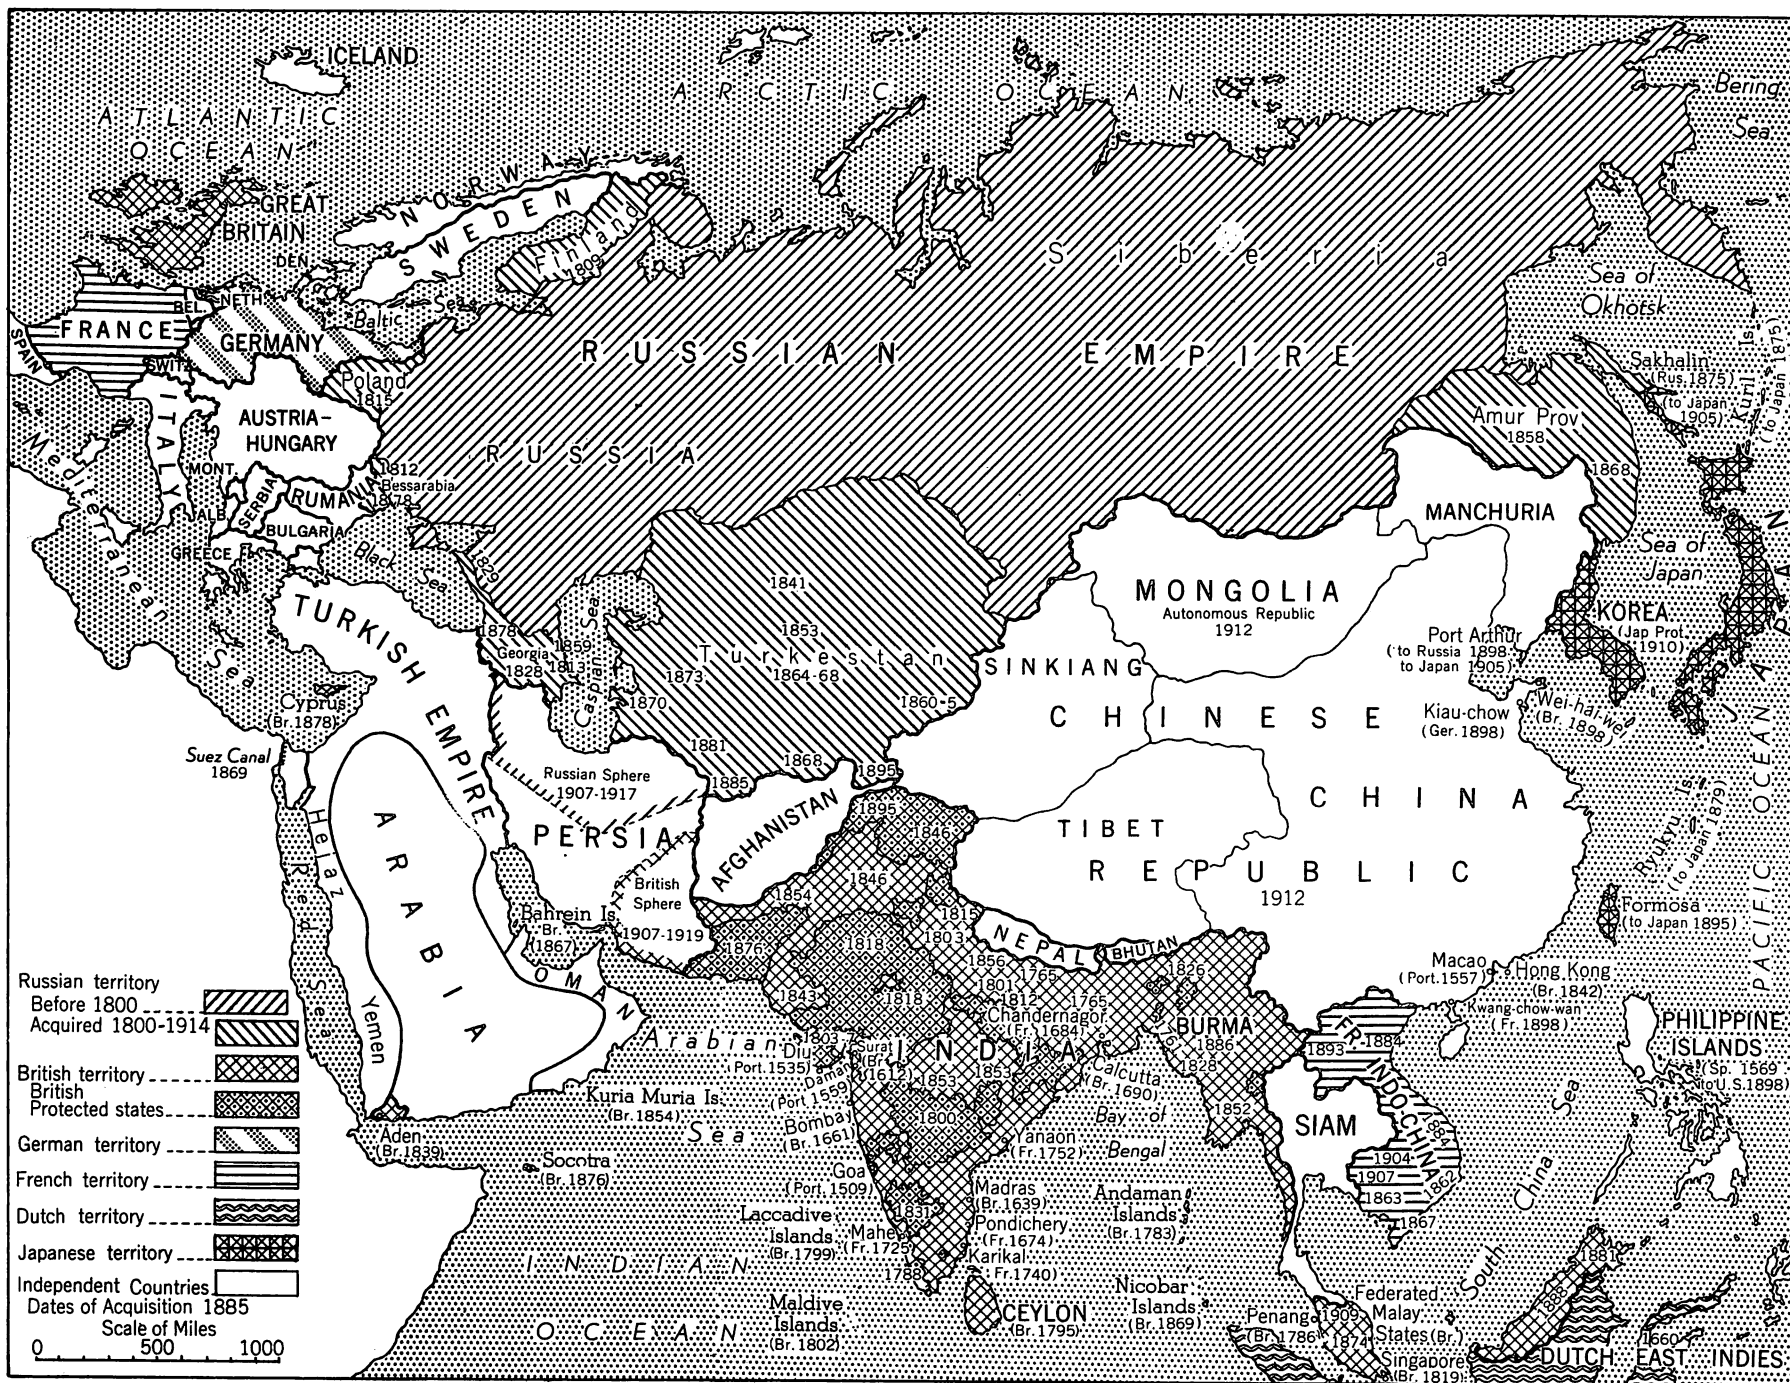 ICELAND
ATLANTIC
OCEAN
ARCTIC OCEAN
Bering
Sea
NORWAY
SWEDEN
Finland
1809
GREAT
BRITAIN
DEN.
Siberia
Sea of
Okhotsk
BEL.
NETH.
Baltic Sea
FRANCE
GERMANY
SPAIN
SWITZ.
RUSSIAN EMPIRE
Poland
1815
Sakhalin
(Rus.1875)
(to Japan
1905)
Kuril Is.
(to Japan 1875)
ITALY
AUSTRIA-
HUNGARY
RUSSIA
Amur Prov
1858
1868
Mediterranean Sea
MONT.
1812
Bessarabia
1878
SERBIA
RUMANIA
ALB.
BULGARIA
GREECE
Black Sea
1829
MANCHURIA
Sea of
Japan
JAPAN
1841
MONGOLIA
Autonomous Republic
1912
KOREA
(Jap Prot.
1910)
TURKISH EMPIRE
1878
Georgia
1828
1859
1813
Caspian Sea
1853
Turkestan
1873
1864-68
1870
1860-5
SINKIANG
Port Arthur
(to Russia 1898
to Japan 1905)
Cyprus
(Br.1878)
CHINESE
Kiau-chow
(Ger.1898)
Wei-hai-wei
(Br.1898)
Suez Canal
1869
1881
1868
1885
1895
Russian Sphere
1907-1917
PERSIA
AFGHANISTAN
1895
1846
TIBET
CHINA
Ryukyu Is.
(to Japan 1879)
PACIFIC OCEAN
Hejaz
ARABIA
Red Sea
British
Sphere
1907-1919
1846
1854
REPUBLIC
1912
Formosa
(to Japan 1895)
Bahrein Is.
Br.
(1867)
1876
1818
1815
1803
NEPAL
BHUTAN
1856
1765
1826
Macao
(Port.1557)
Hong Kong
(Br.1842)
OMAN
Yemen
1843
1818
1801
1812
1765
Chandernagor
(Fr.1684)
Kwang-chow-wan
(Fr.1898)
PHILIPPINE
ISLANDS
(Sp. 1569
to U.S.1898)
BURMA
1886
1828
FR. INDO-CHINA
1893
1884
Arabian
Sea
Diu
(Port.1535)
Surat
(Br.
1612)
INDIA
Daman
(Port 1559)
1853
1853
Calcutta
(Br.1690)
Kuria Muria Is.
(Br.1854)
Bombay
(Br.1661)
1800
Bay of
Bengal
1852
SIAM
1884
Aden
(Br.1839)
Yanaon
(Fr.1752)
Socotra
(Br.1876)
Goa
(Port.1509)
Madras
(Br.1639)
Andaman
Islands
(Br.1783)
1904
1907
1863
1862
1867
South China Sea
Laccadive
Islands
(Br.1799)
Mahe
(Fr.1725)
1831
Pondichery
(Fr.1674)
Karikal
Fr.1740)
1788
INDIAN
OCEAN
Maldive
Islands
(Br.1802)
CEYLON
(Br.1795)
Nicobar
Islands
(Br.1869)
Penang
(Br.1786)
1909
1874
Federated
Malay
States (Br.)
Singapore
(Br.1819)
1881
1888
1660
DUTCH EAST INDIES
Russian territory
Before 1800
Acquired 1800-1914
British territory
British
Protected states
German territory
French territory
Dutch territory
Japanese territory
Independent Countries
Dates of Acquisition 1885
Scale of Miles
0 500 1000